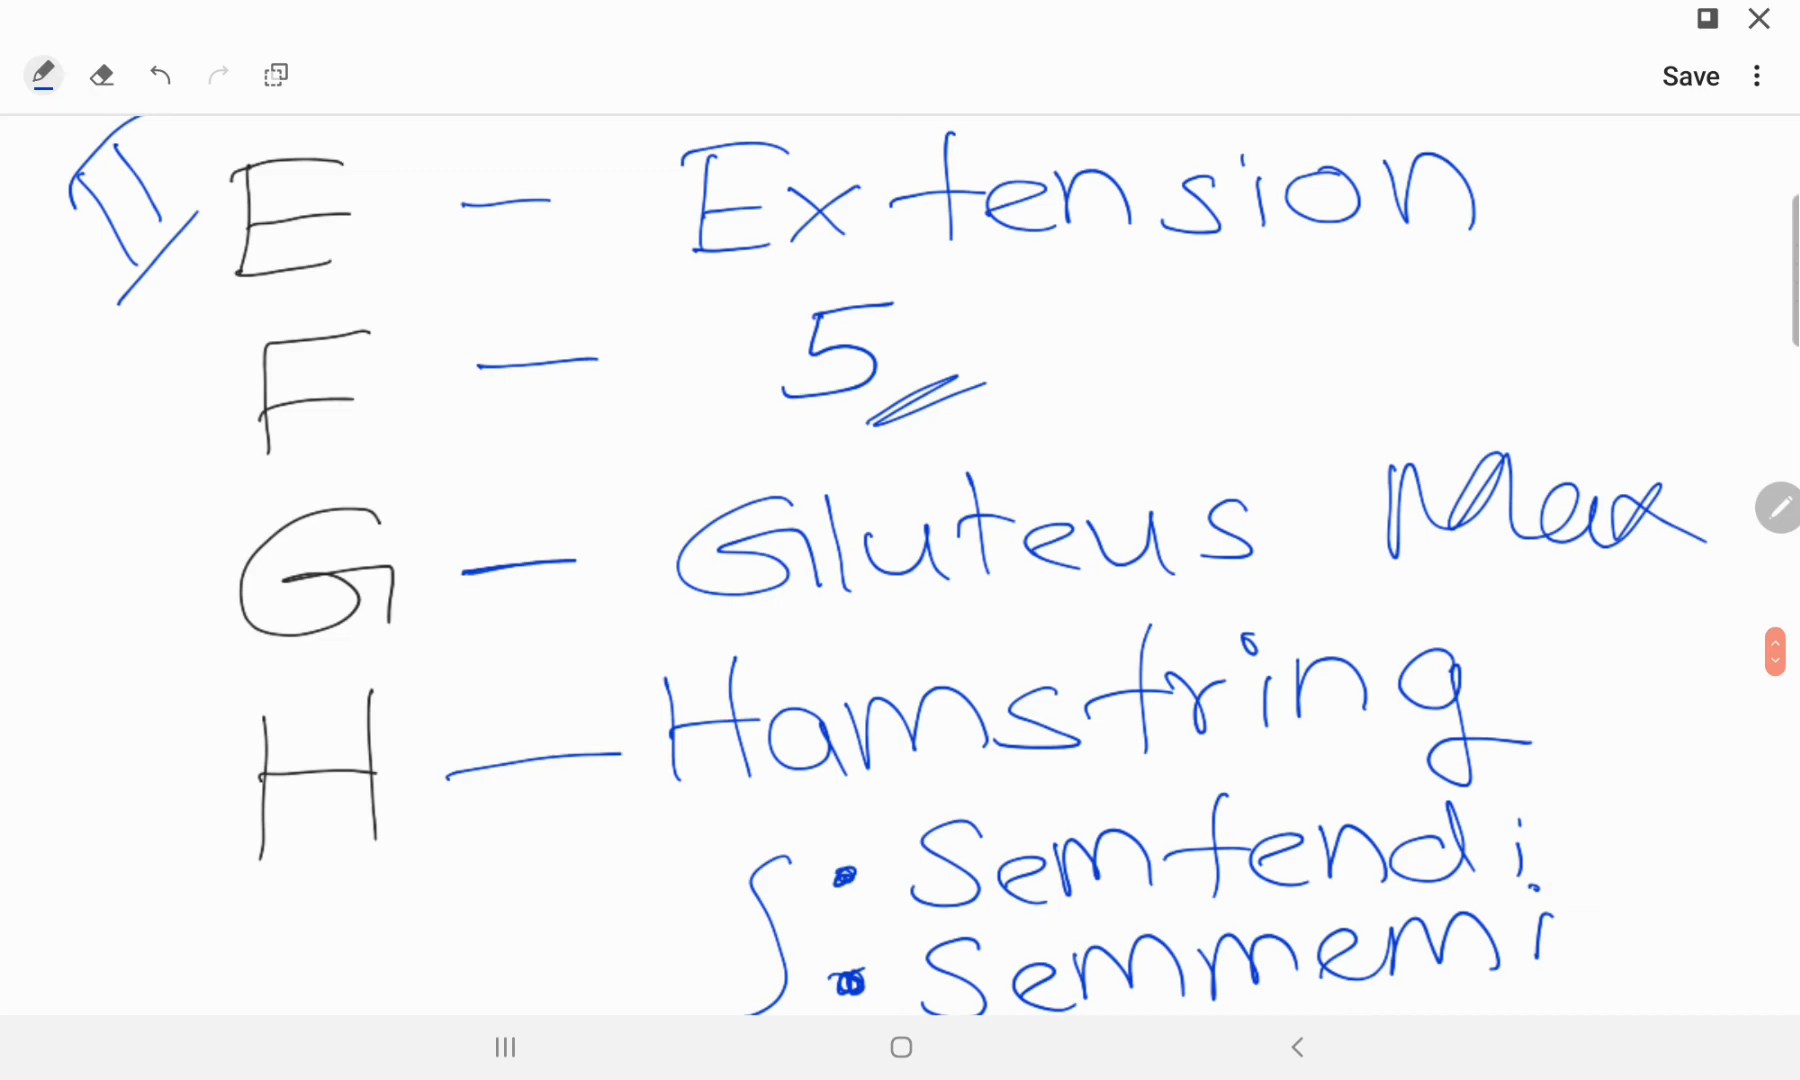 Save
II E — Extension
F — 5
G — Gluteus Max
H — Hamstring
• Semtendi
• Semmemi